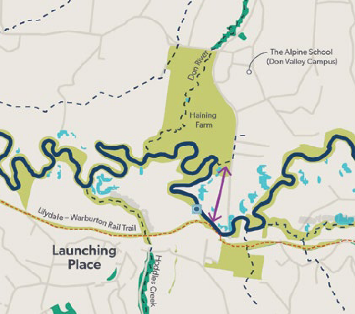 Don River
The Alpine School
(Don Valley Campus)
Haining
Farm
Lilydale – Warburton Rail Trail
Launching
Place
Hoddles Creek